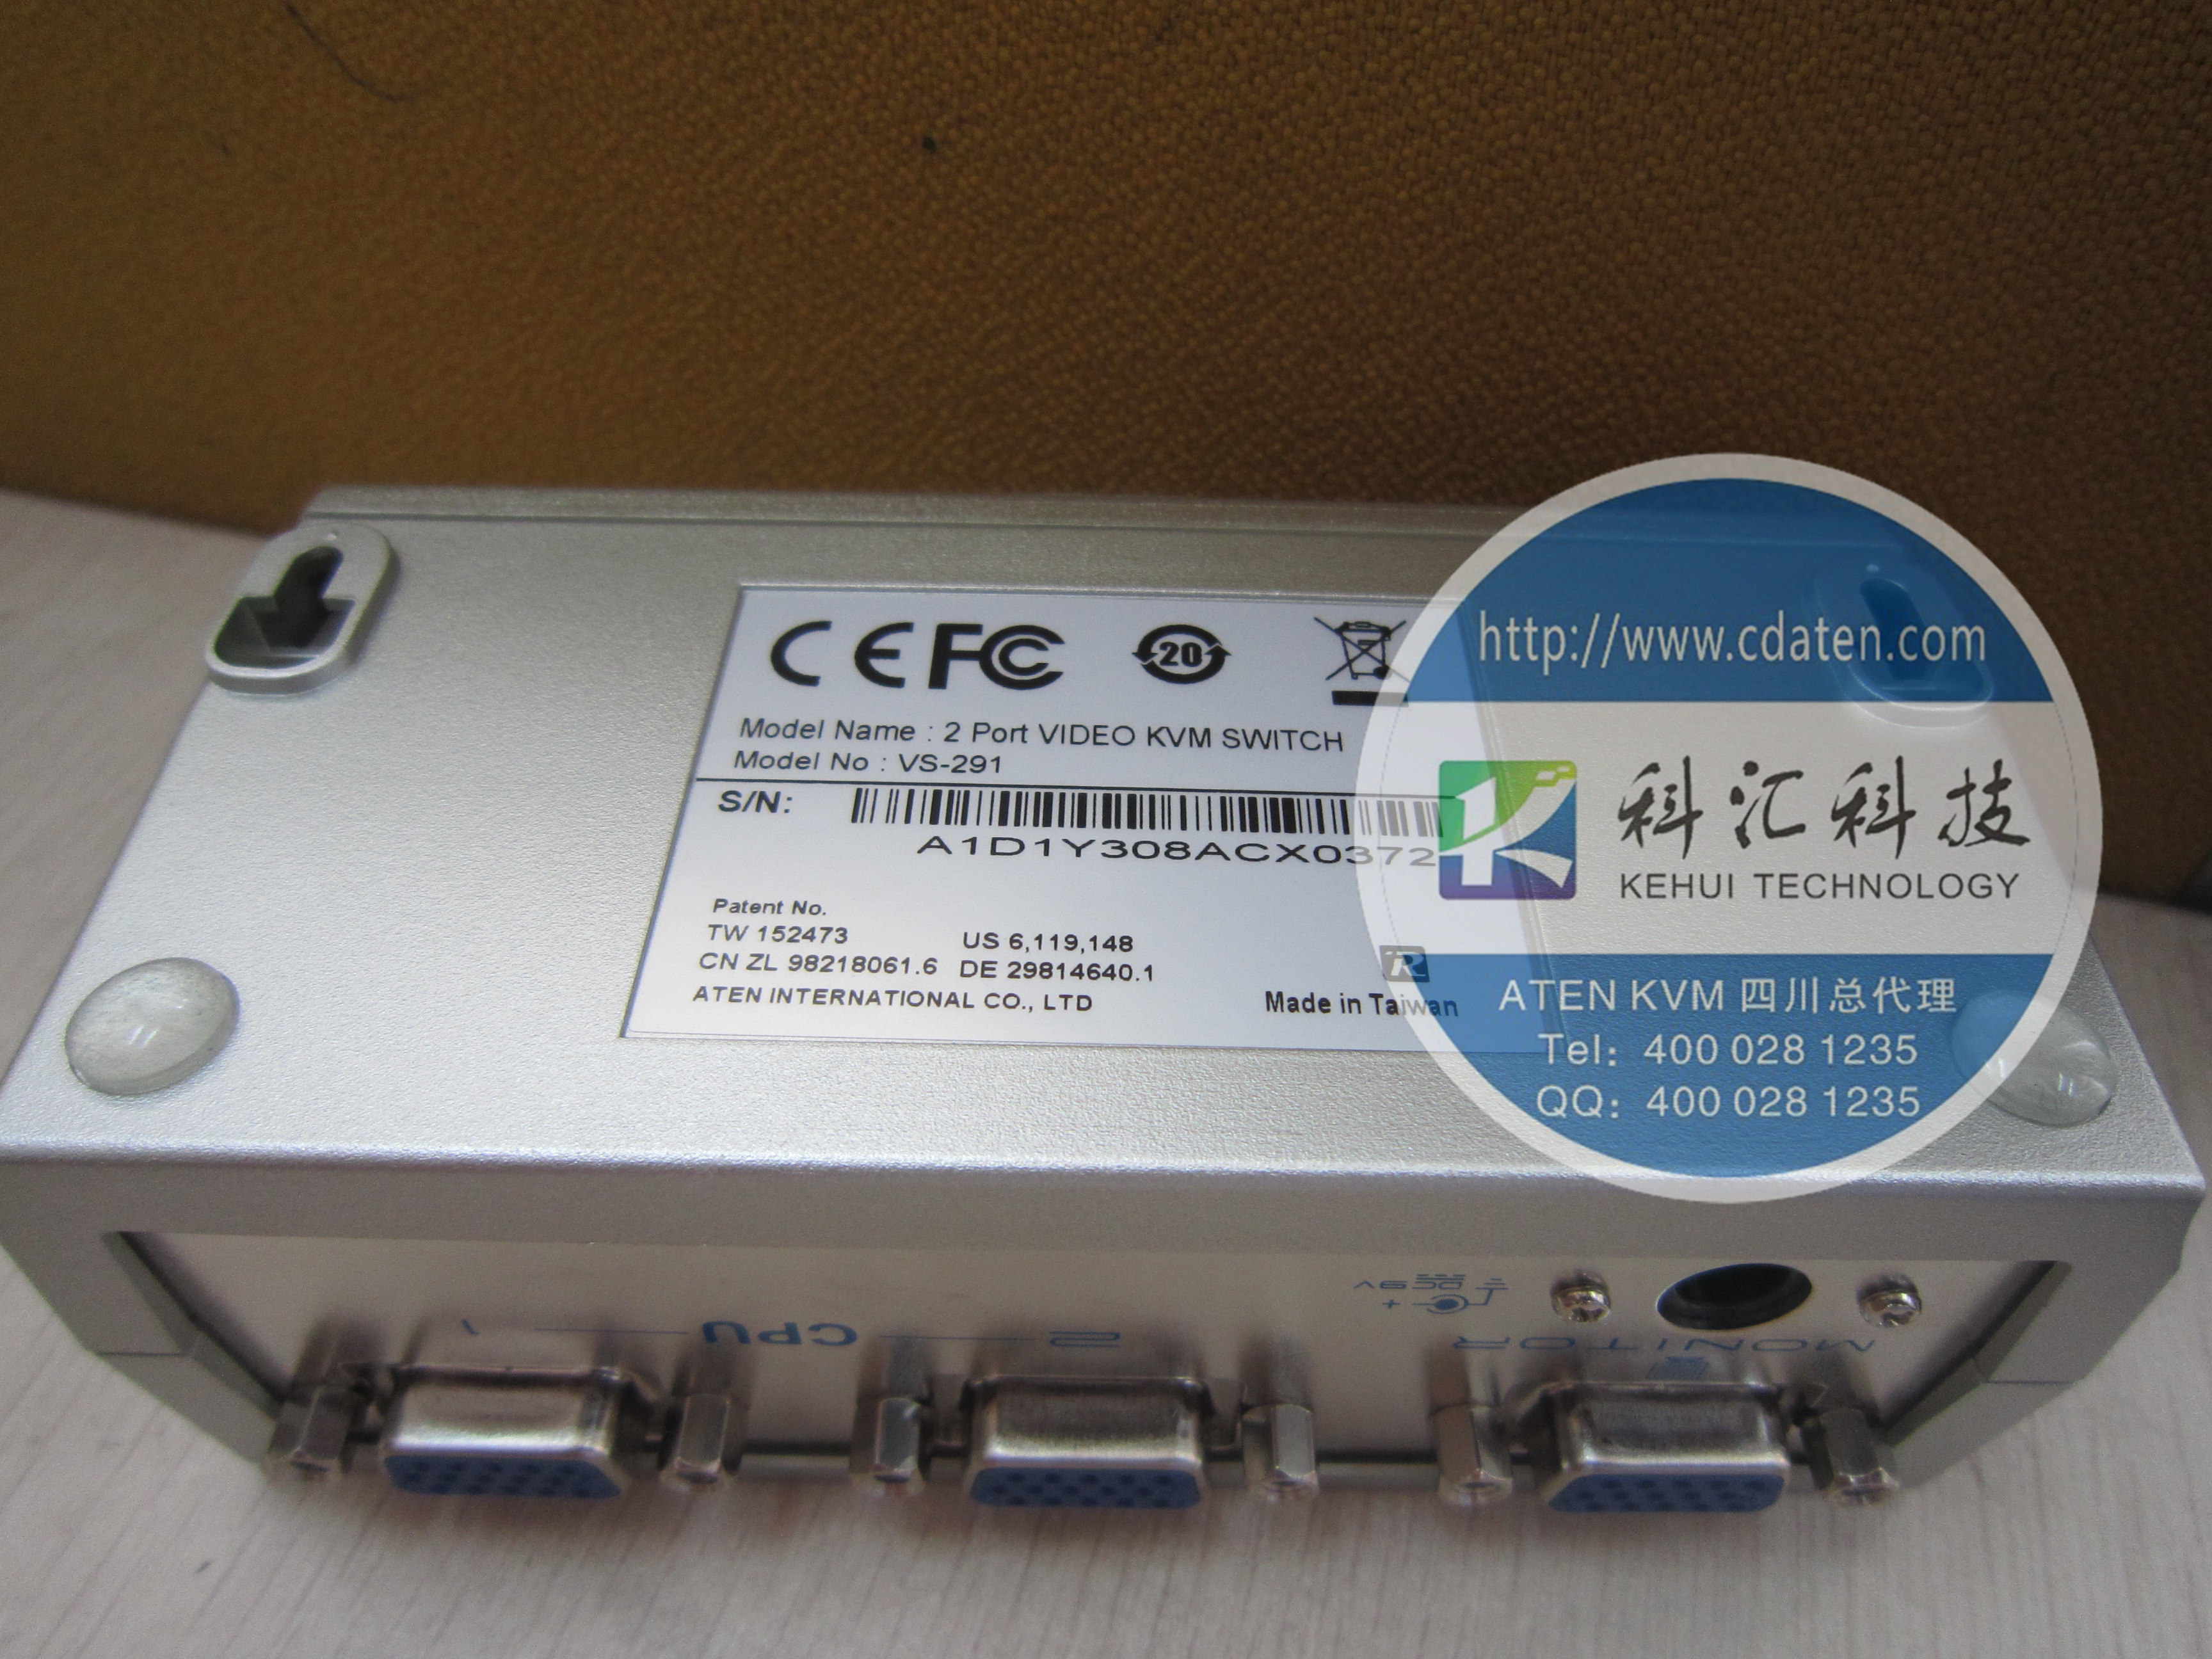 CE FC 20
Model Name : 2 Port VIDEO KVM SWITCH
Model No : VS-291
S/N:
A1D1Y308ACX0372
Patent No.
TW 152473 US 6,119,148
CN ZL 98218061.6 DE 29814640.1
ATEN INTERNATIONAL CO., LTD Made in Taiwan
R
http://www.cdaten.com
科汇科技
KEHUI TECHNOLOGY
ATEN KVM 四川总代理
Tel: 400 028 1235
QQ: 400 028 1235
DC 9V
1 CPU 2
MONITOR